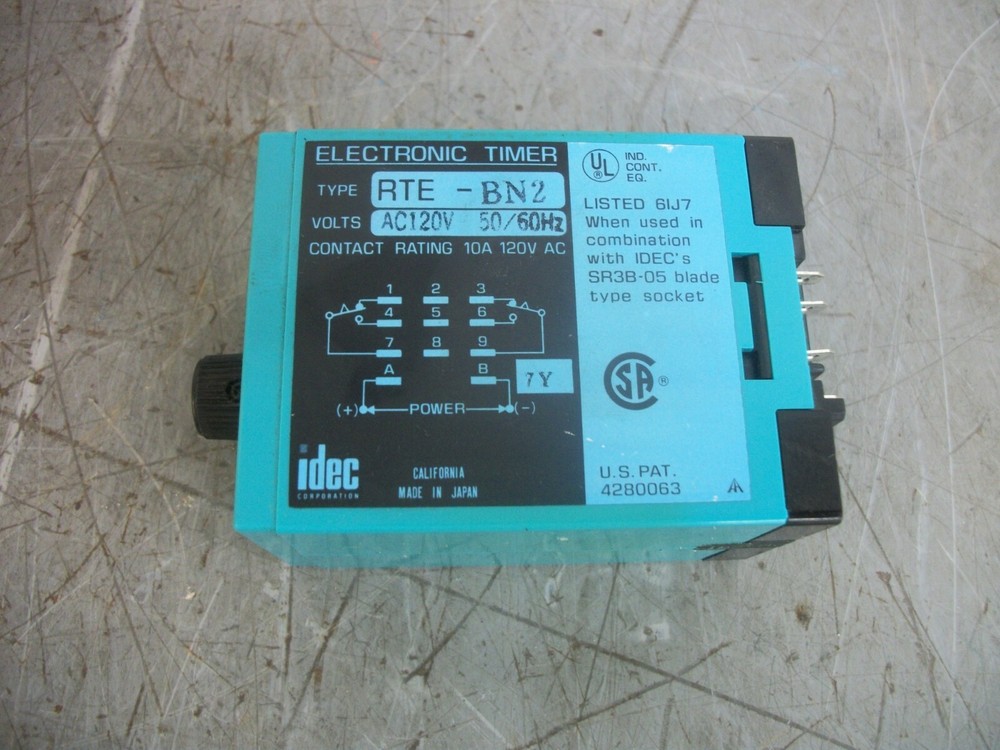 ELECTRONIC TIMER
TYPE RTE - BN2
VOLTS AC120V 50/60Hz
CONTACT RATING 10A 120V AC
1 2 3
4 5 6
7 8 9
A B
7Y
(+) POWER (-)
idec
CORPORATION
CALIFORNIA
MADE IN JAPAN
UL ®
IND.
CONT.
EQ.
LISTED 6IJ7
When used in
combination
with IDEC's
SR3B-05 blade
type socket
CSA ®
U.S. PAT.
4280063